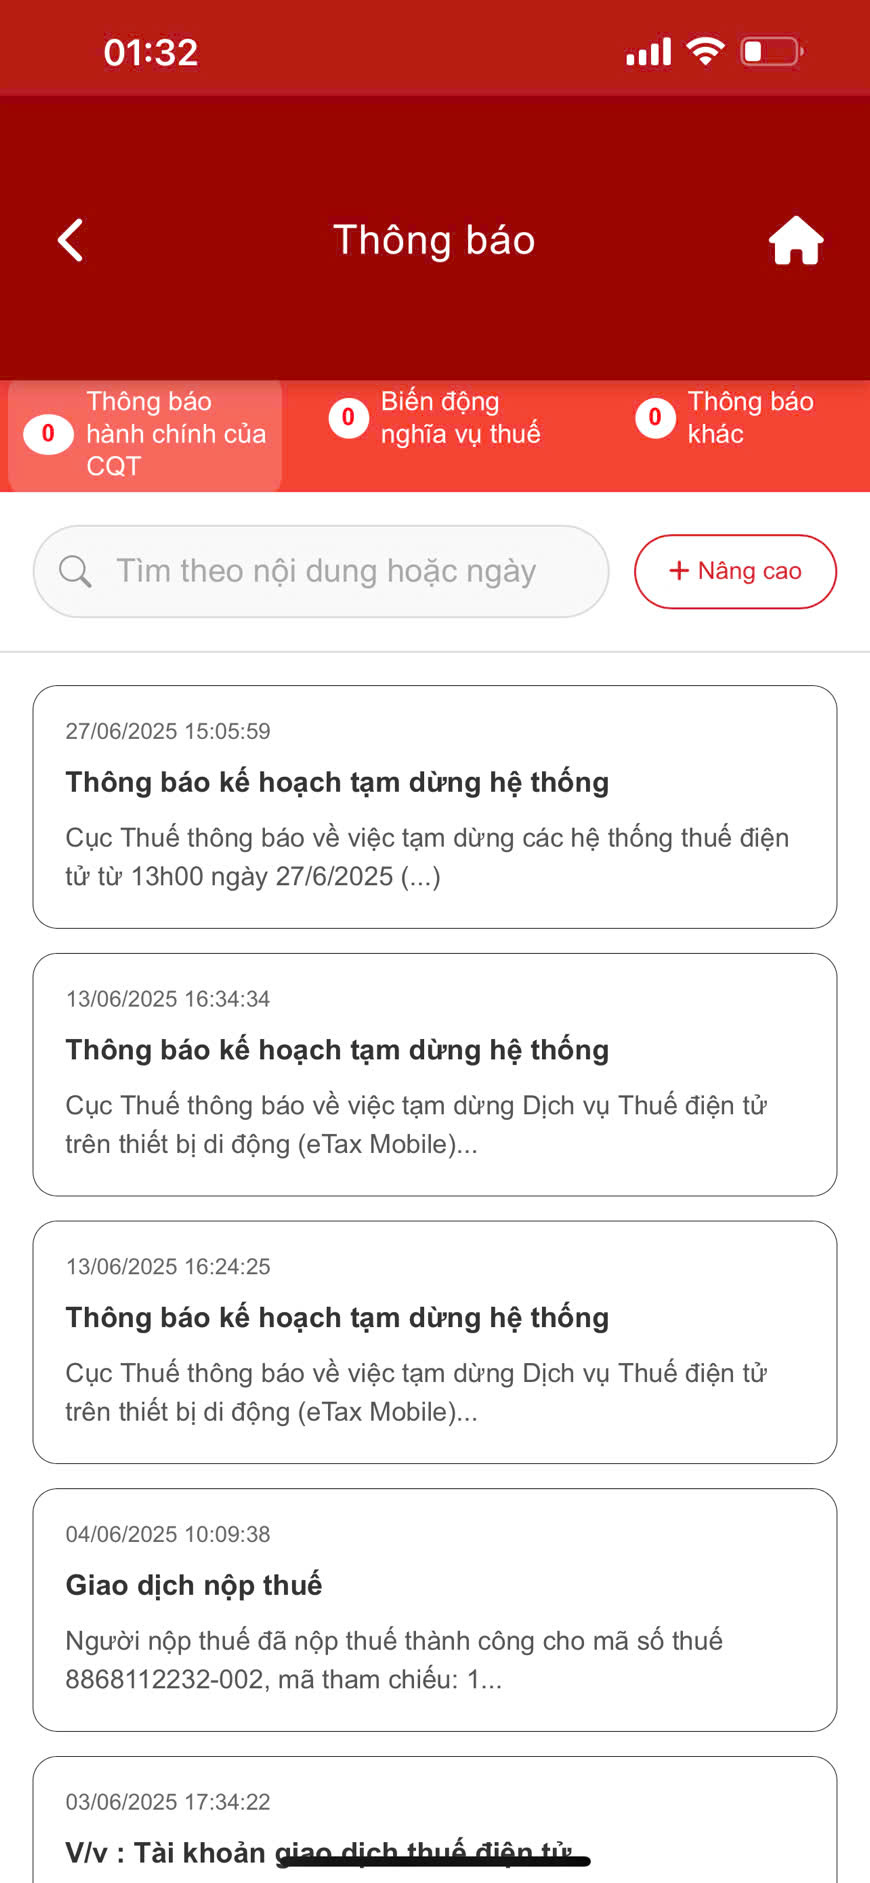 01:32
Thông báo
0
Thông báo
hành chính của
CQT
0
Biến động
nghĩa vụ thuế
0
Thông báo
khác
Tìm theo nội dung hoặc ngày
+ Nâng cao
27/06/2025 15:05:59
Thông báo kế hoạch tạm dừng hệ thống
Cục Thuế thông báo về việc tạm dừng các hệ thống thuế điện
tử từ 13h00 ngày 27/6/2025 (...)
13/06/2025 16:34:34
Thông báo kế hoạch tạm dừng hệ thống
Cục Thuế thông báo về việc tạm dừng Dịch vụ Thuế điện tử
trên thiết bị di động (eTax Mobile)...
13/06/2025 16:24:25
Thông báo kế hoạch tạm dừng hệ thống
Cục Thuế thông báo về việc tạm dừng Dịch vụ Thuế điện tử
trên thiết bị di động (eTax Mobile)...
04/06/2025 10:09:38
Giao dịch nộp thuế
Người nộp thuế đã nộp thuế thành công cho mã số thuế
8868112232-002, mã tham chiếu: 1...
03/06/2025 17:34:22
V/v : Tài khoản giao dịch thuế điện tử